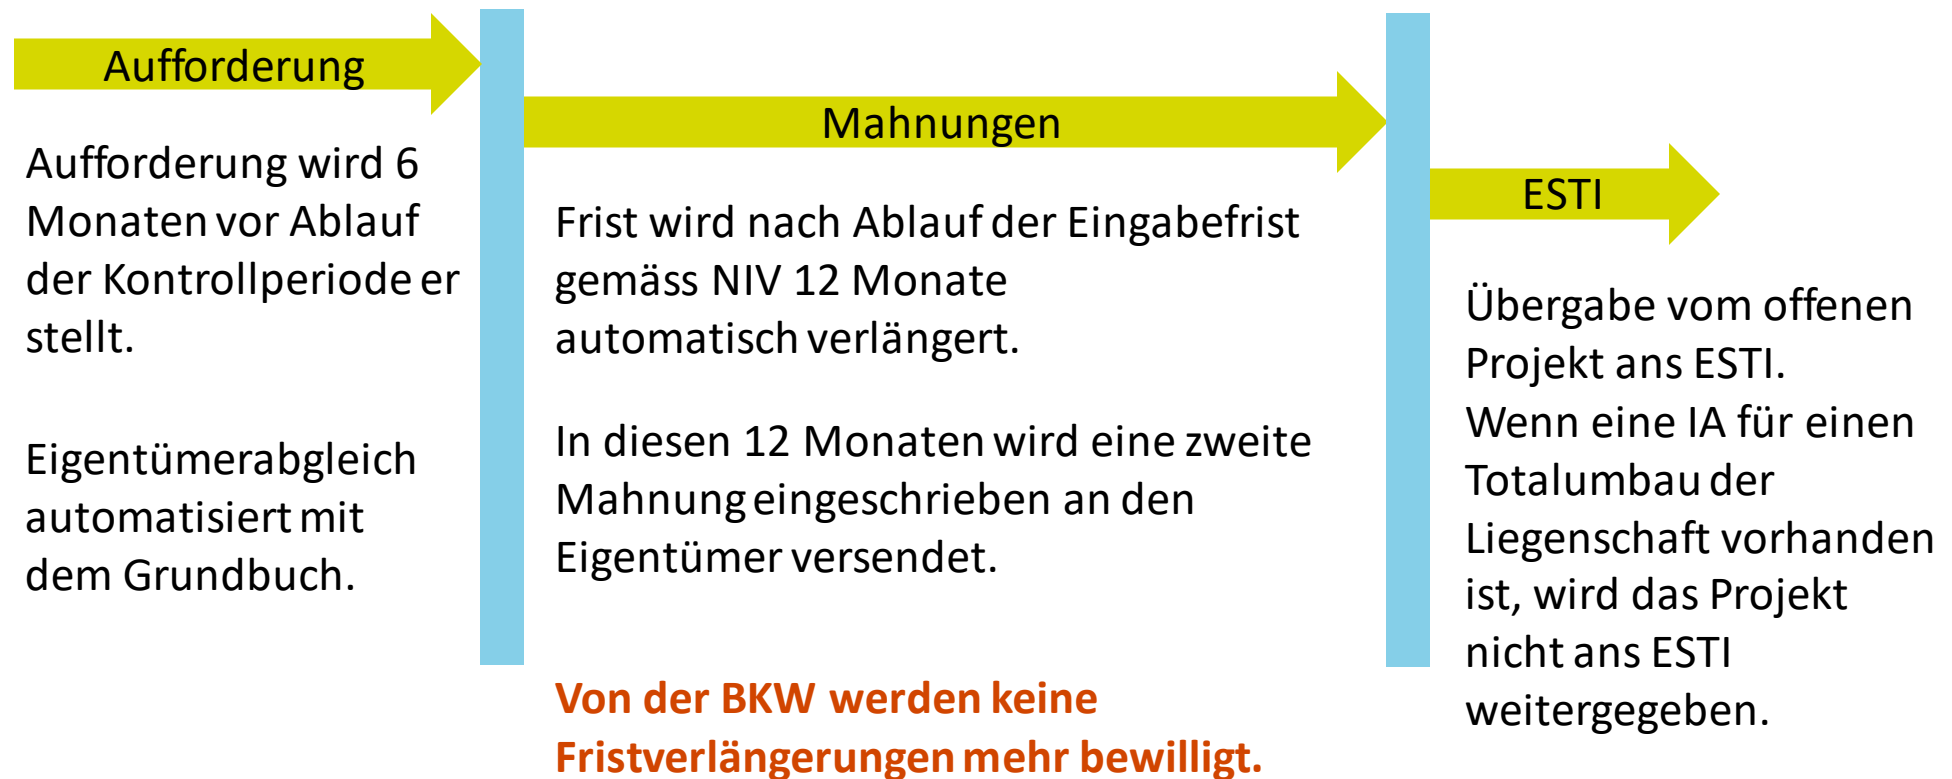 Aufforderung
Aufforderung wird 6
Monaten vor Ablauf
der Kontrollperiode er
stellt.
Eigentümerabgleich
automatisiert mit
dem Grundbuch.
Mahnungen
Frist wird nach Ablauf der Eingabefrist
gemäss NIV 12 Monate
automatisch verlängert.
In diesen 12 Monaten wird eine zweite
Mahnung eingeschrieben an den
Eigentümer versendet.
Von der BKW werden keine
Fristverlängerungen mehr bewilligt.
ESTI
Übergabe vom offenen
Projekt ans ESTI.
Wenn eine IA für einen
Totalumbau der
Liegenschaft vorhanden
ist, wird das Projekt
nicht ans ESTI
weitergegeben.